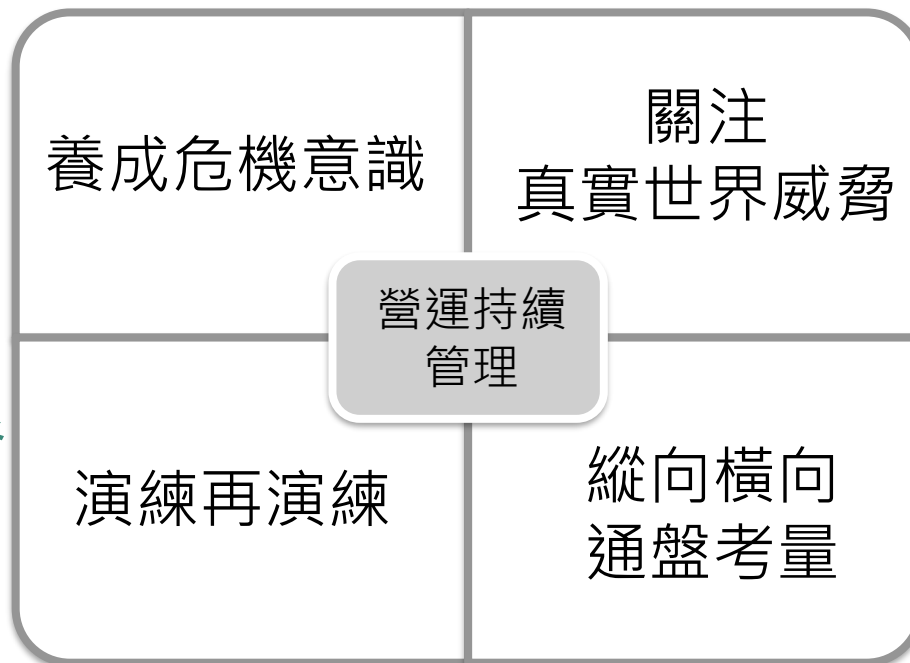 養成危機意識
關注
真實世界威脅
營運持續
管理
演練再演練
縱向橫向
通盤考量